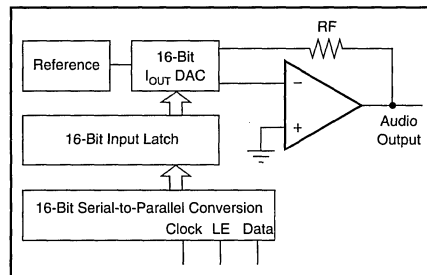 RF
16-Bit
I_OUT DAC
Reference
−
+
Audio
Output
16-Bit Input Latch
16-Bit Serial-to-Parallel Conversion
Clock LE Data